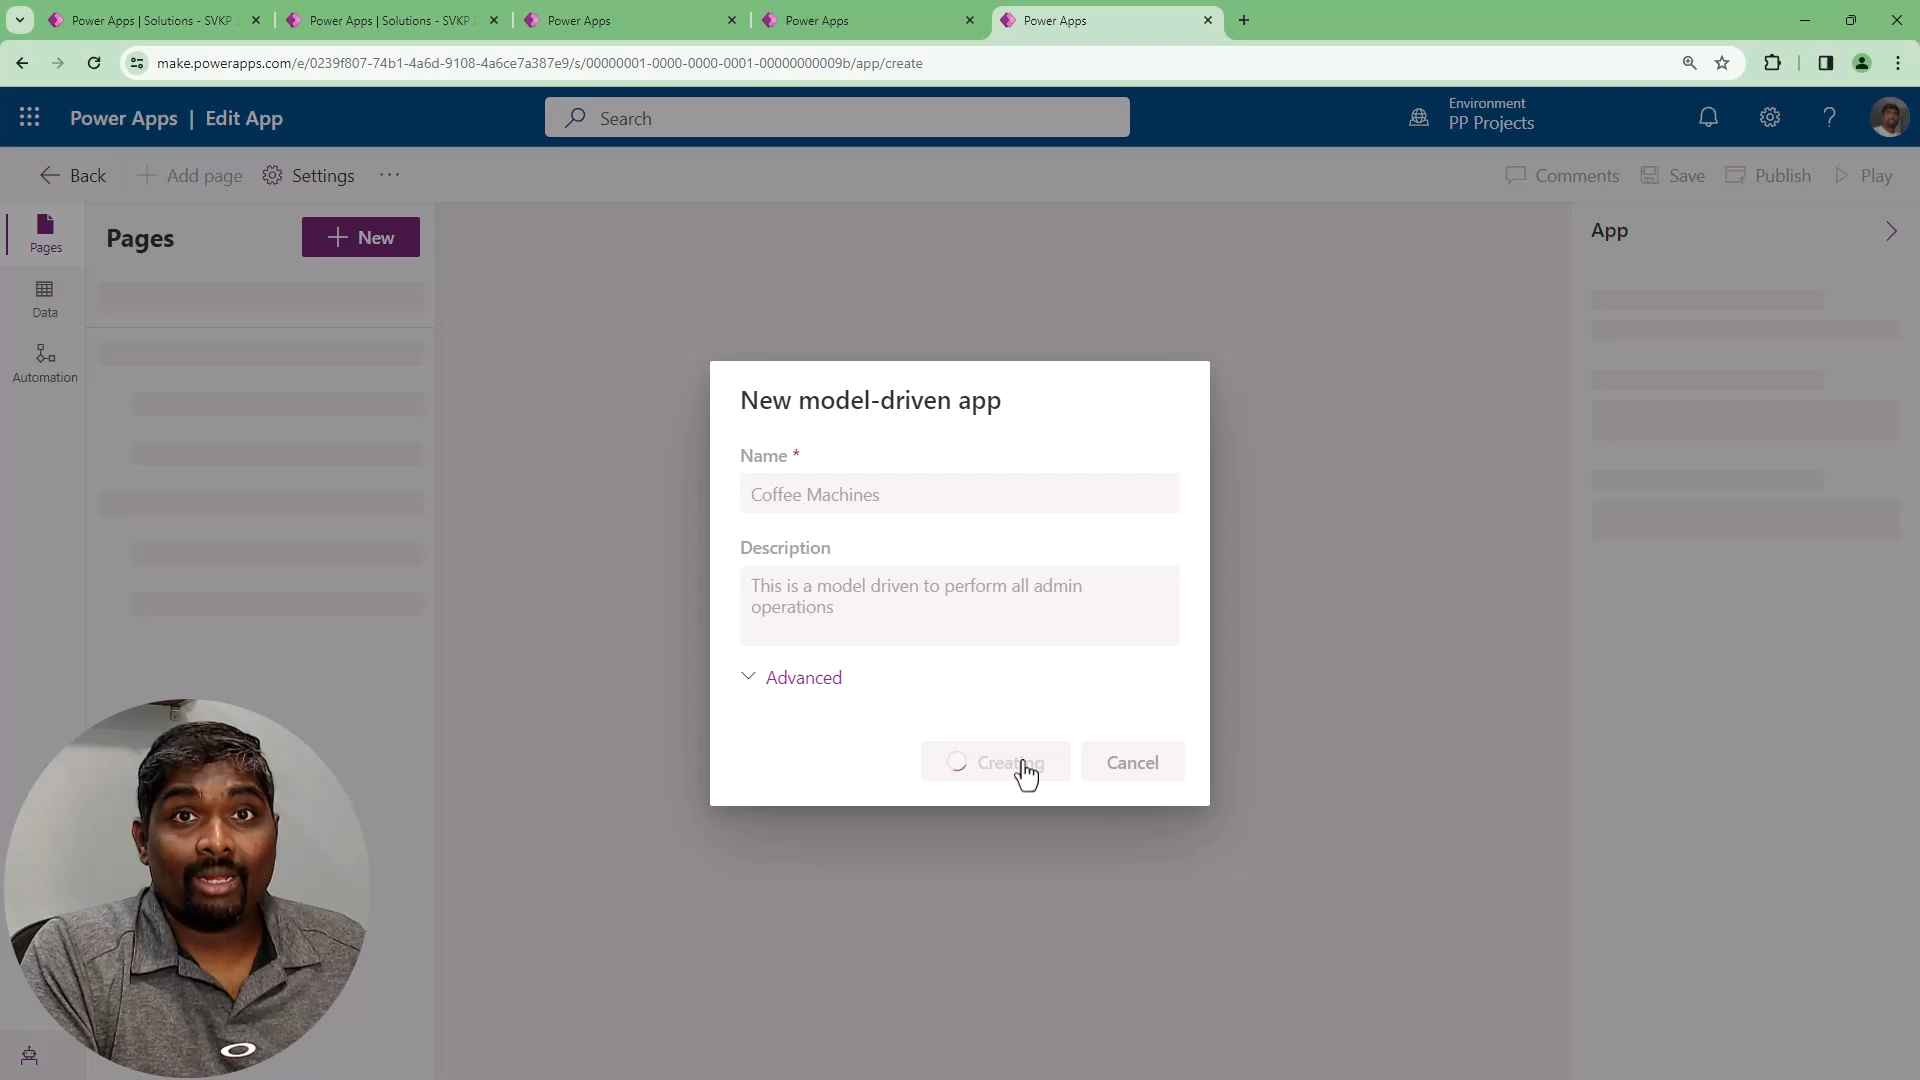 Power Apps | Solutions - SVKP
Power Apps | Solutions - SVKP
Power Apps
Power Apps
Power Apps
make.powerapps.com/e/0239f807-74b1-4a6d-9108-4a6ce7a387e9/s/00000001-0000-0000-0001-00000000009b/app/create
Power Apps | Edit App
Search
Environment
PP Projects
Back
Add page
Settings
Comments
Save
Publish
Play
Pages
Data
Automation
Pages
New
App
New model-driven app
Name *
Coffee Machines
Description
This is a model driven to perform all admin
operations
Advanced
Creating
Cancel